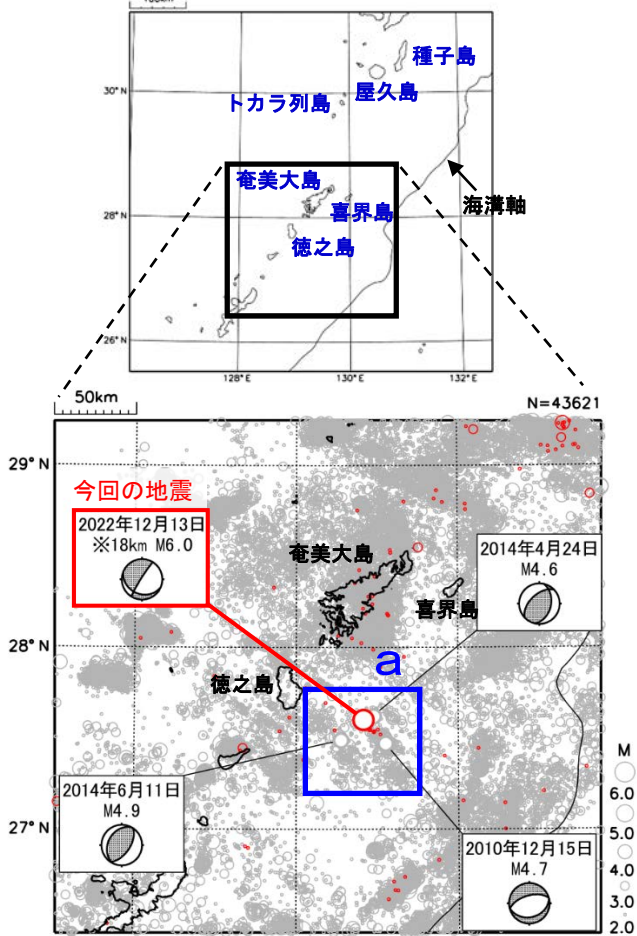 種子島
30°N
屋久島
トカラ列島
奄美大島
喜界島
海溝軸
28°N
徳之島
26°N
128°E
130°E
132°E
50km
N=43621
29°N
今回の地震
2022年12月13日
※18km M6.0
奄美大島
2014年4月24日
M4.6
喜界島
28°N
a
徳之島
M
2014年6月11日
M4.9
6.0
5.0
27°N
2010年12月15日
M4.7
4.0
3.0
2.0